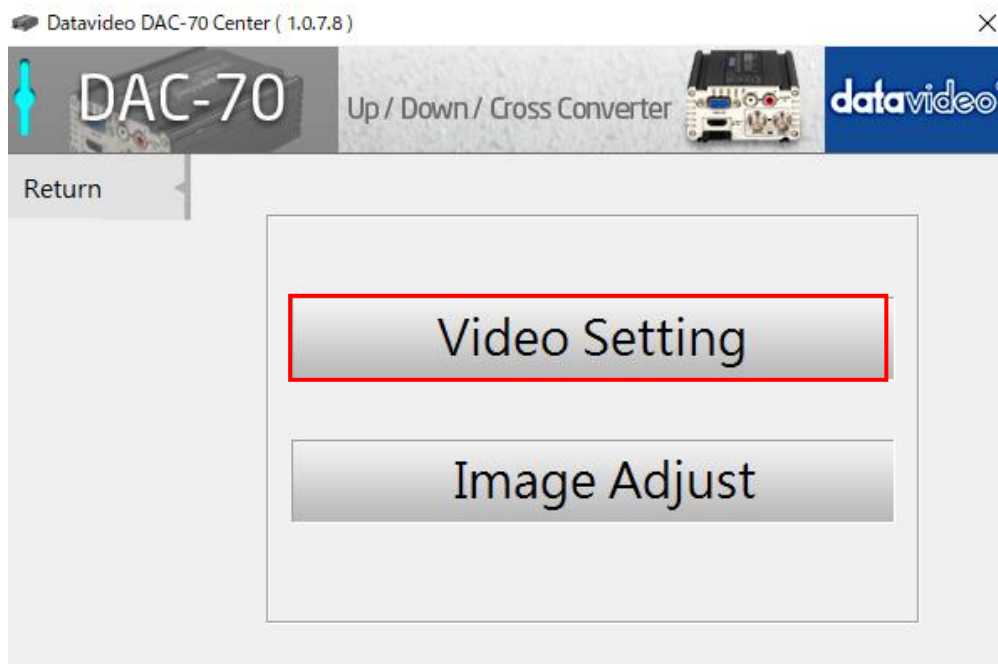 Datavideo DAC-70 Center ( 1.0.7.8 )
DAC-70
Up / Down / Cross Converter
datavideo
Return
Video Setting
Image Adjust